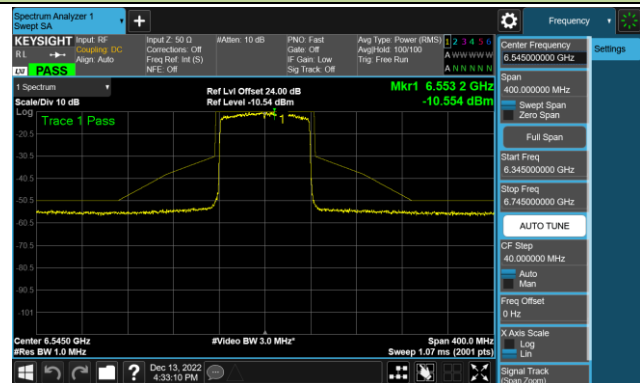 Spectrum Analyzer 1
Swept SA
Frequency
KEYSIGHT
RL
PASS
Input: RF
Coupling: DC
Align: Auto
Input Z: 50 Ω
Corrections: Off
Freq Ref: Int (S)
NFE: Off
#Atten: 10 dB
PNO: Fast
Gate: Off
IF Gain: Low
Sig Track: Off
Avg Type: Power (RMS)
Avg|Hold: 100/100
Trig: Free Run
1 2 3 4 5 6
A W W W W W
A N N N N N
1 Spectrum
Scale/Div 10 dB
Ref Lvl Offset 24.00 dB
Ref Level -10.54 dBm
Mkr1 6.553 2 GHz
-10.554 dBm
Log
Trace 1 Pass
1
-20.5
-30.5
-40.5
-50.5
-60.5
-70.5
-80.5
-90.5
-101
Center 6.5450 GHz
#Res BW 1.0 MHz
#Video BW 3.0 MHz*
Span 400.0 MHz
Sweep 1.07 ms (2001 pts)
Dec 13, 2022
4:33:10 PM
Center Frequency
6.545000000 GHz
Settings
Span
400.000000 MHz
Swept Span
Zero Span
Full Span
Start Freq
6.345000000 GHz
Stop Freq
6.745000000 GHz
AUTO TUNE
CF Step
40.000000 MHz
Auto
Man
Freq Offset
0 Hz
X Axis Scale
Log
Lin
Signal Track
(Span Zoom)